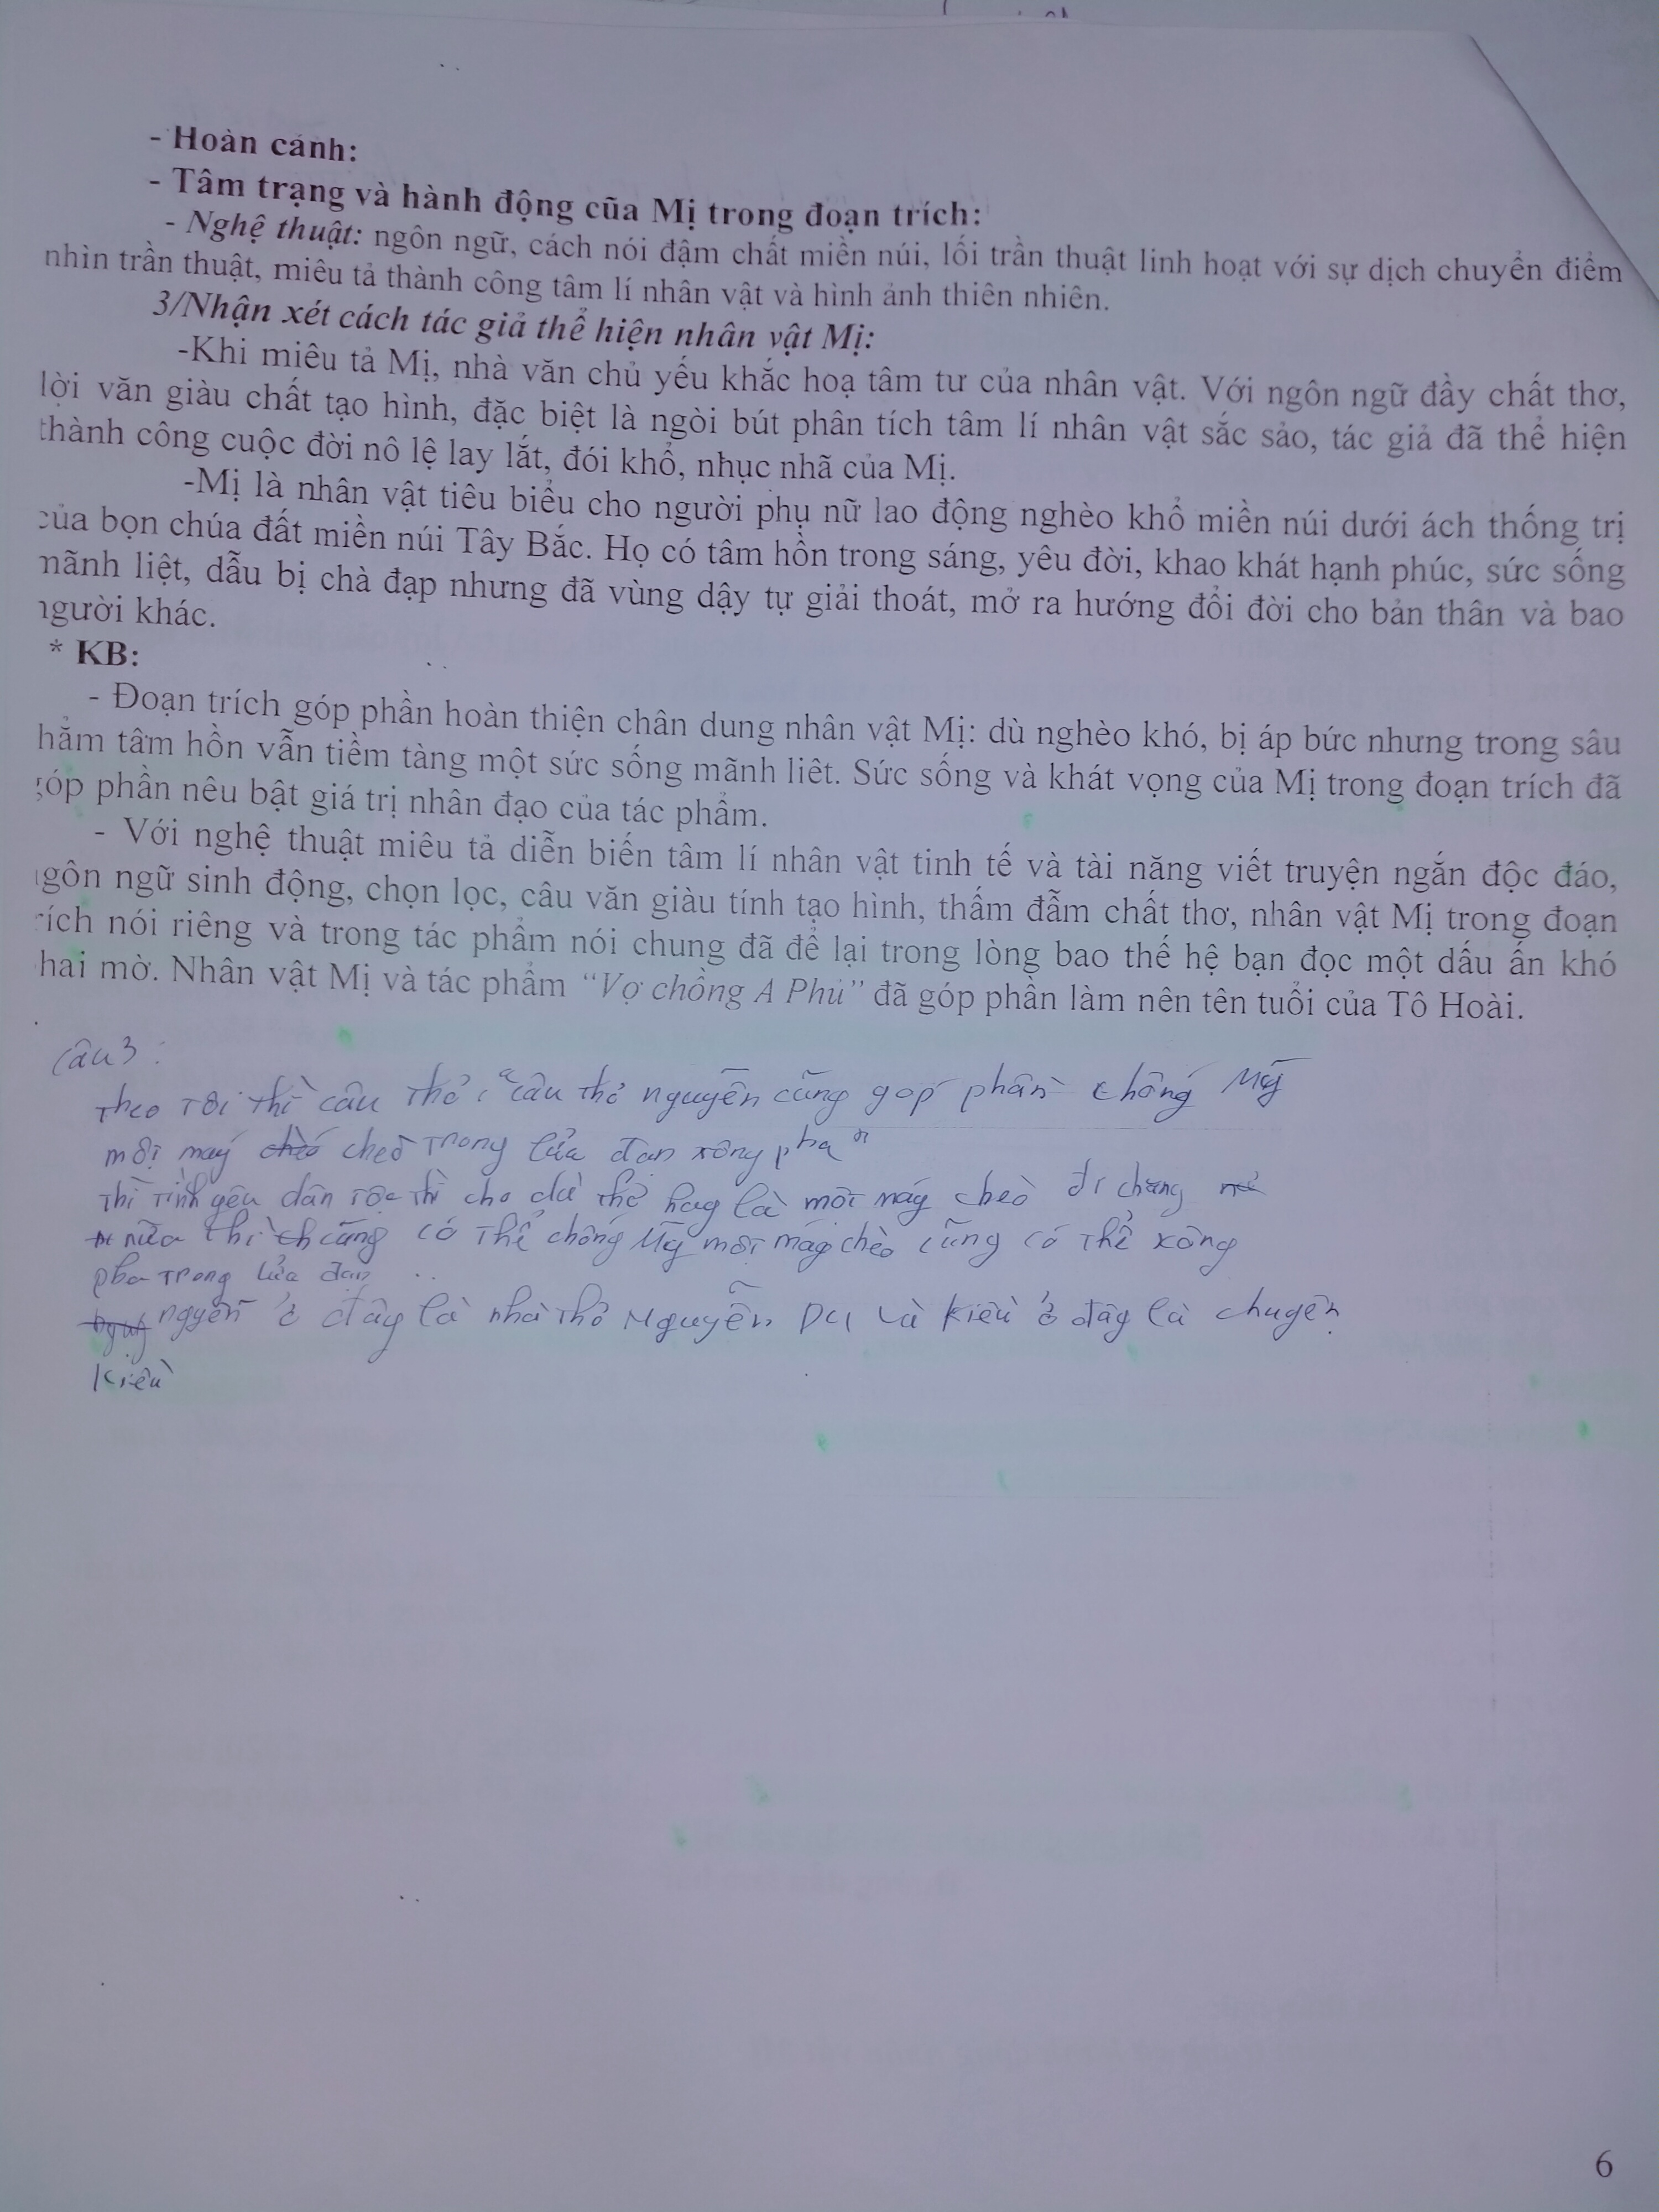 - Hoàn cảnh:
- Tâm trạng và hành động của Mị trong đoạn trích:
- Nghệ thuật: ngôn ngữ, cách nói đậm chất miền núi, lối trần thuật linh hoạt với sự dịch chuyển điểm
nhìn trần thuật, miêu tả thành công tâm lí nhân vật và hình ảnh thiên nhiên.
3/Nhận xét cách tác giả thể hiện nhân vật Mị:
-Khi miêu tả Mị, nhà văn chủ yếu khắc hoạ tâm tư của nhân vật. Với ngôn ngữ đầy chất thơ,
lời văn giàu chất tạo hình, đặc biệt là ngòi bút phân tích tâm lí nhân vật sắc sảo, tác giả đã thể hiện
thành công cuộc đời nô lệ lay lắt, đói khổ, nhục nhã của Mị.
-Mị là nhân vật tiêu biểu cho người phụ nữ lao động nghèo khổ miền núi dưới ách thống trị
của bọn chúa đất miền núi Tây Bắc. Họ có tâm hồn trong sáng, yêu đời, khao khát hạnh phúc, sức sống
mãnh liệt, dẫu bị chà đạp nhưng đã vùng dậy tự giải thoát, mở ra hướng đổi đời cho bản thân và bao
người khác.
* KB:
- Đoạn trích góp phần hoàn thiện chân dung nhân vật Mị: dù nghèo khó, bị áp bức nhưng trong sâu
hẳm tâm hồn vẫn tiềm tàng một sức sống mãnh liêt. Sức sống và khát vọng của Mị trong đoạn trích đã
góp phần nêu bật giá trị nhân đạo của tác phẩm.
- Với nghệ thuật miêu tả diễn biến tâm lí nhân vật tinh tế và tài năng viết truyện ngắn độc đáo,
ngôn ngữ sinh động, chọn lọc, câu văn giàu tính tạo hình, thấm đẫm chất thơ, nhân vật Mị trong đoạn
rích nói riêng và trong tác phẩm nói chung đã để lại trong lòng bao thế hệ bạn đọc một dấu ấn khó
hai mờ. Nhân vật Mị và tác phẩm “Vợ chồng A Phủ” đã góp phần làm nên tên tuổi của Tô Hoài.
Câu 3:
Theo tôi thì câu thơ "câu thơ nguyễn cũng góp phần chống Mỹ
mỗi máy chèo trong lửa đạn xông pha"
thì tình yêu dân tộc thì cho dù thơ hay là mỗi máy chèo đi chăng
nữa thì cũng có thể chống Mỹ mỗi máy chèo cũng có thể xông
pha trong lửa đạn
ngyễn ở đây là nhà thơ Nguyễn Du và Kiều ở đây là chuyện
Kiều
6